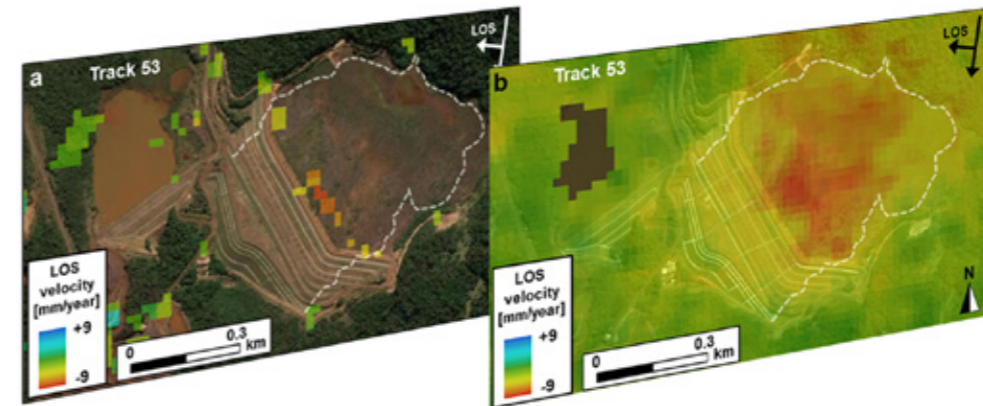 a
Track 53
LOS
LOS
velocity
[mm/year]
+9
-9
0
0.3
km
b
Track 53
LOS
LOS
velocity
[mm/year]
+9
-9
0
0.3
km
N